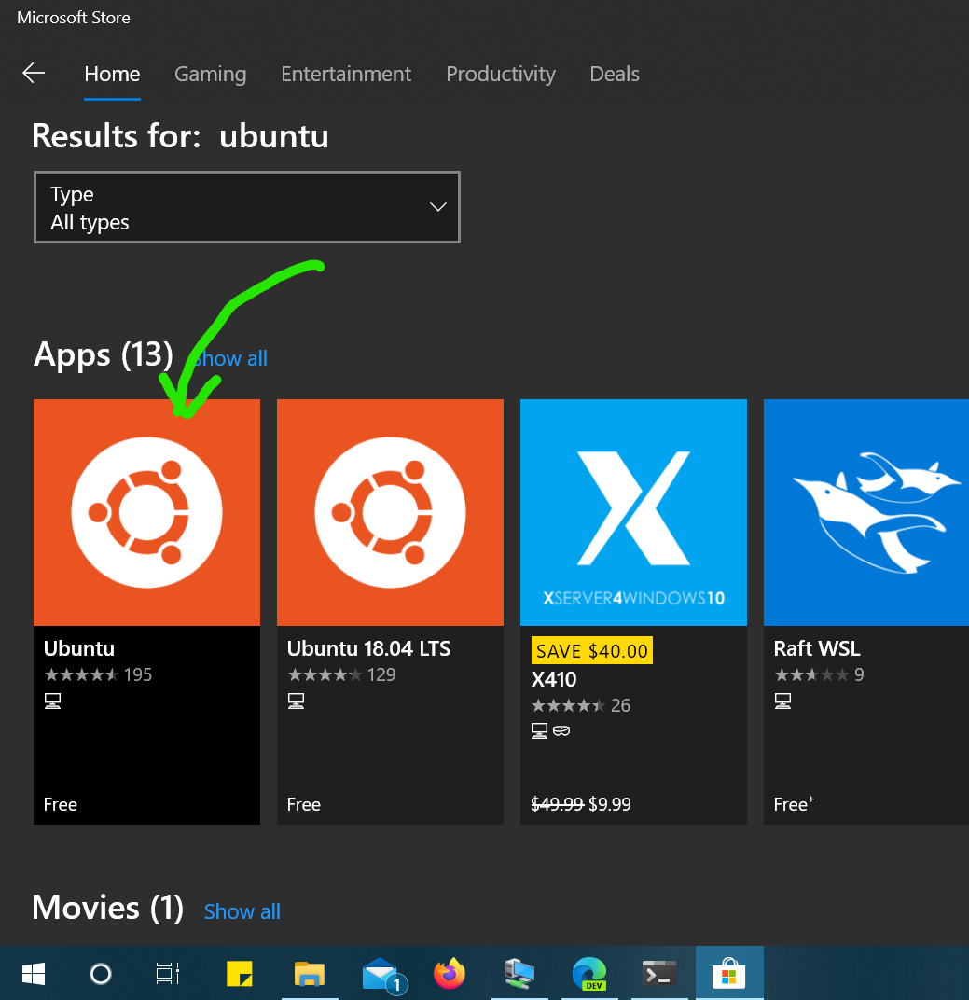 Microsoft Store
Home Gaming Entertainment Productivity Deals
Results for: ubuntu
Type
All types
Apps (13) Show all
XSERVER4WINDOWS10
Ubuntu
195
Free
Ubuntu 18.04 LTS
129
Free
SAVE $40.00
X410
26
$49.99 $9.99
Raft WSL
9
Free+
Movies (1) Show all
1
DEV